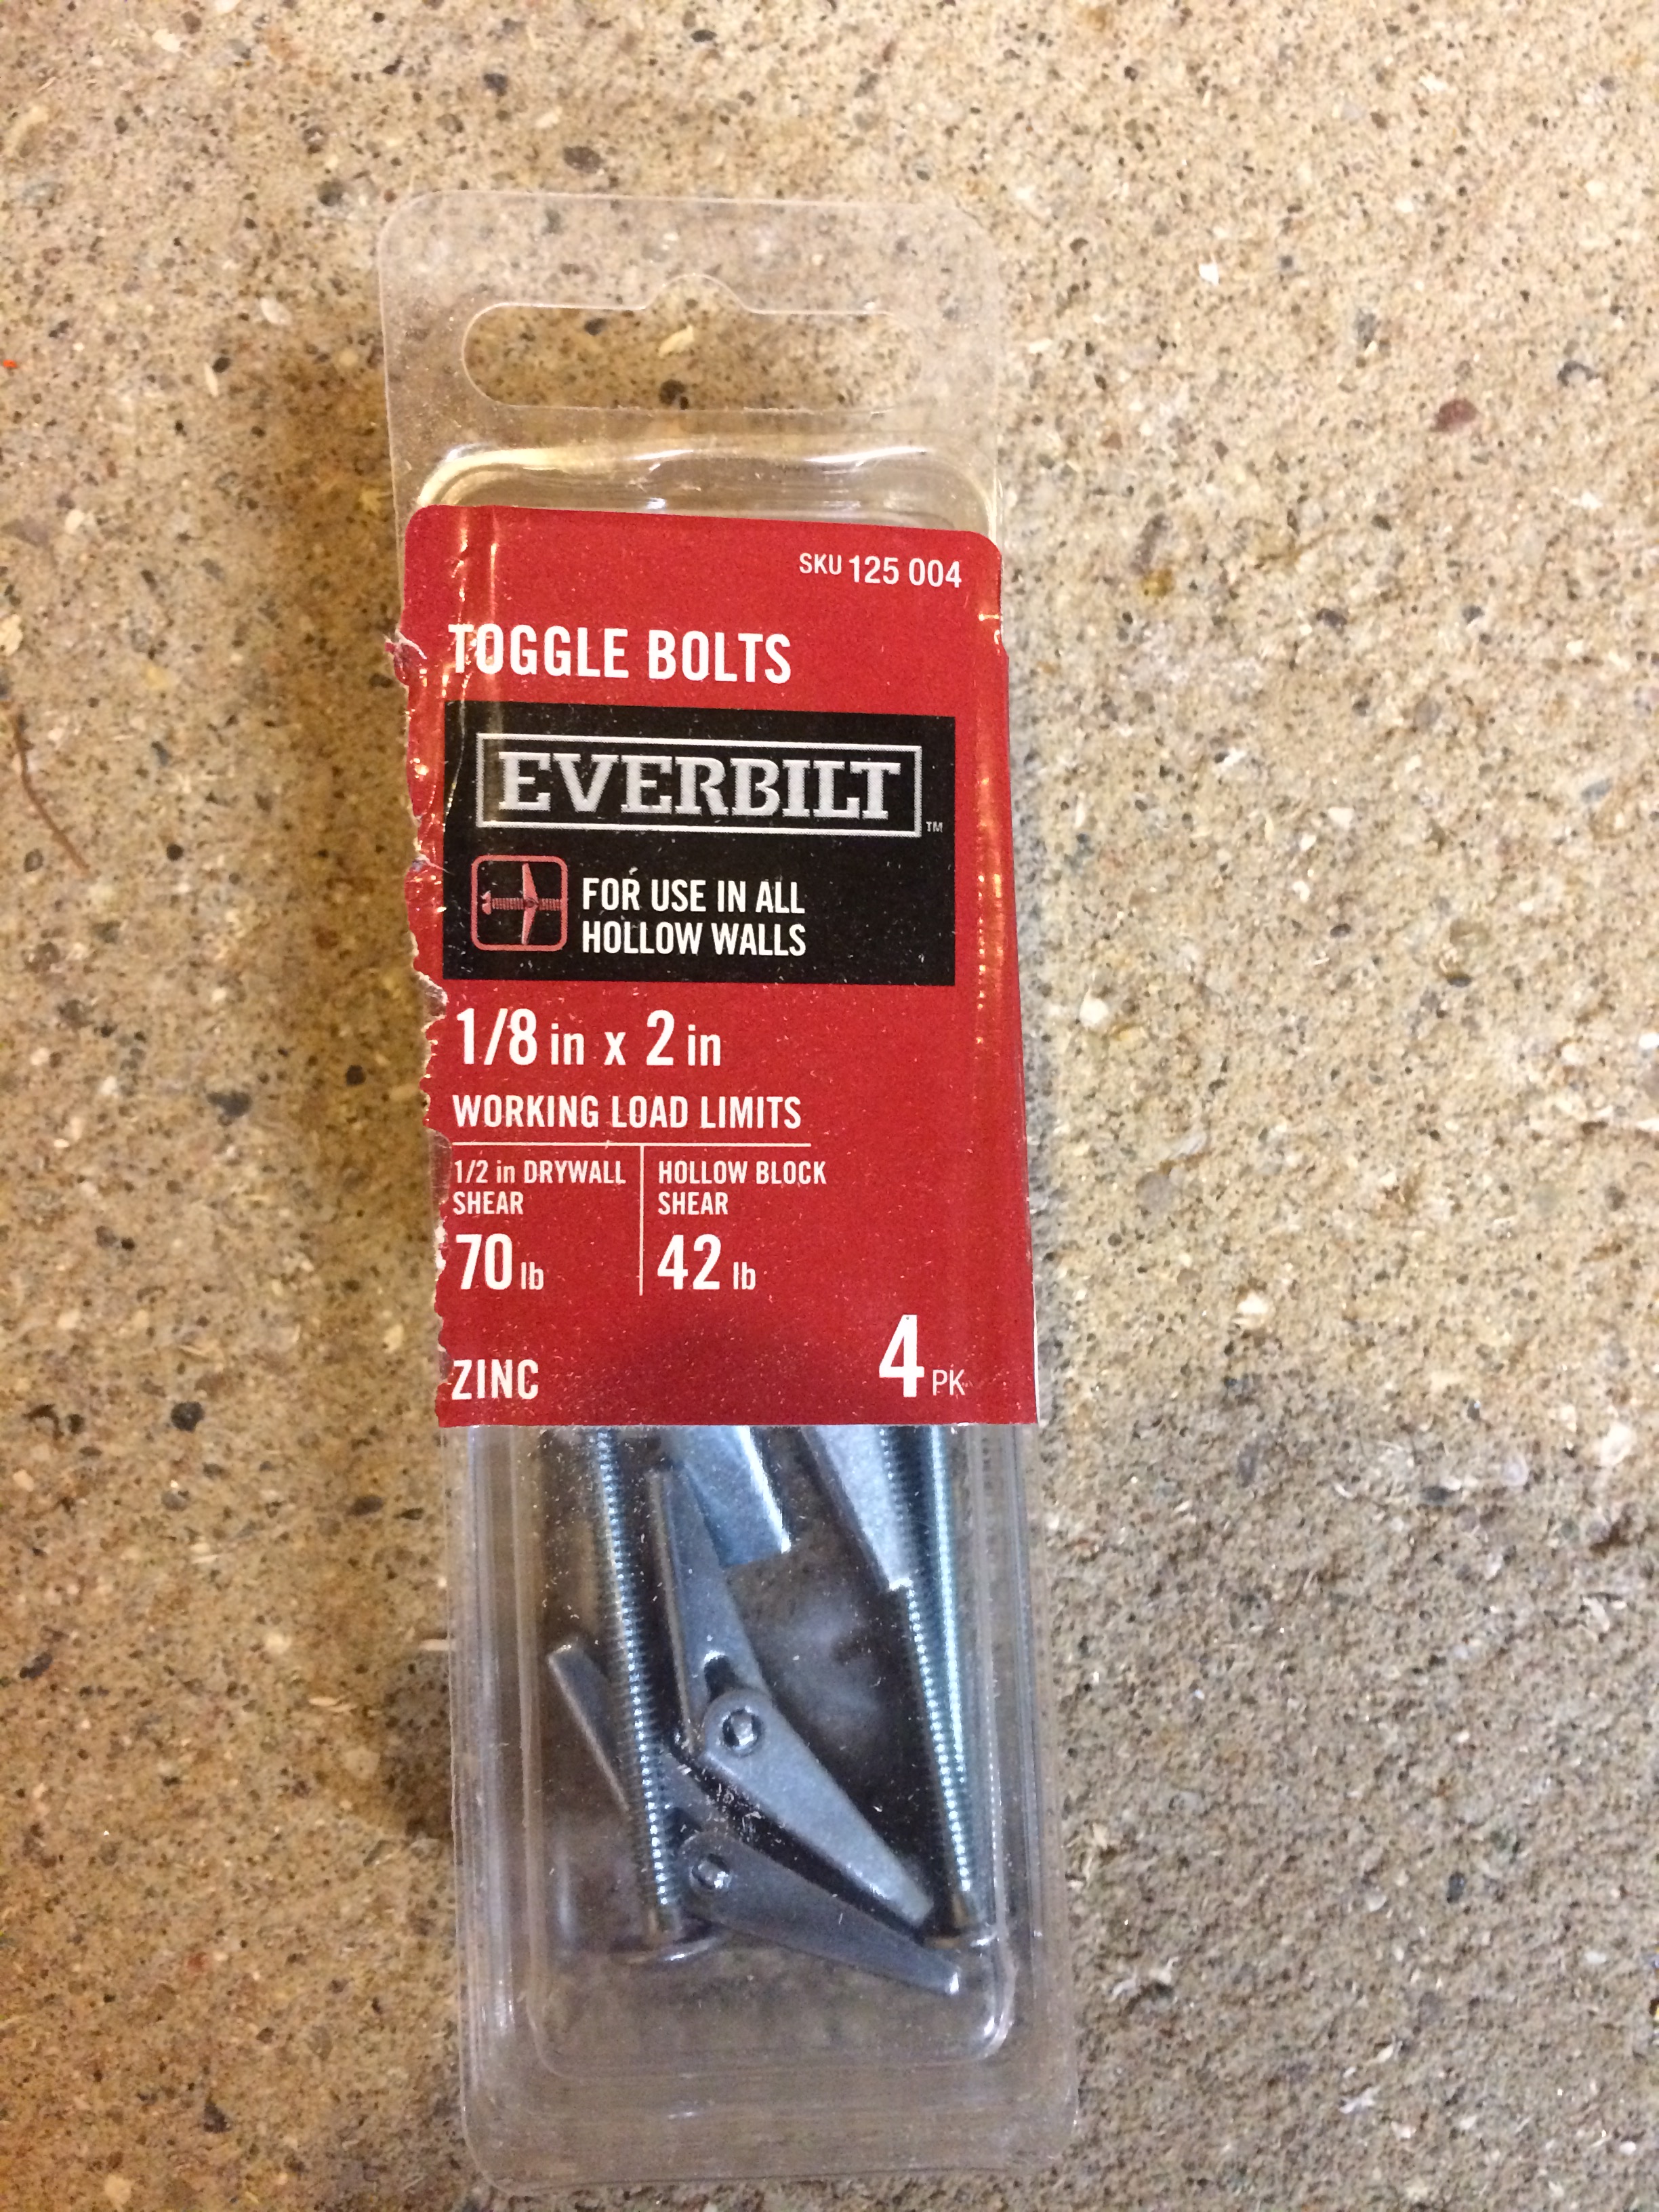 SKU 125 004
TOGGLE BOLTS
EVERBILT™
FOR USE IN ALL
HOLLOW WALLS
1/8 in x 2 in
WORKING LOAD LIMITS
1/2 in DRYWALL
SHEAR
70 lb
HOLLOW BLOCK
SHEAR
42 lb
4 PK
ZINC